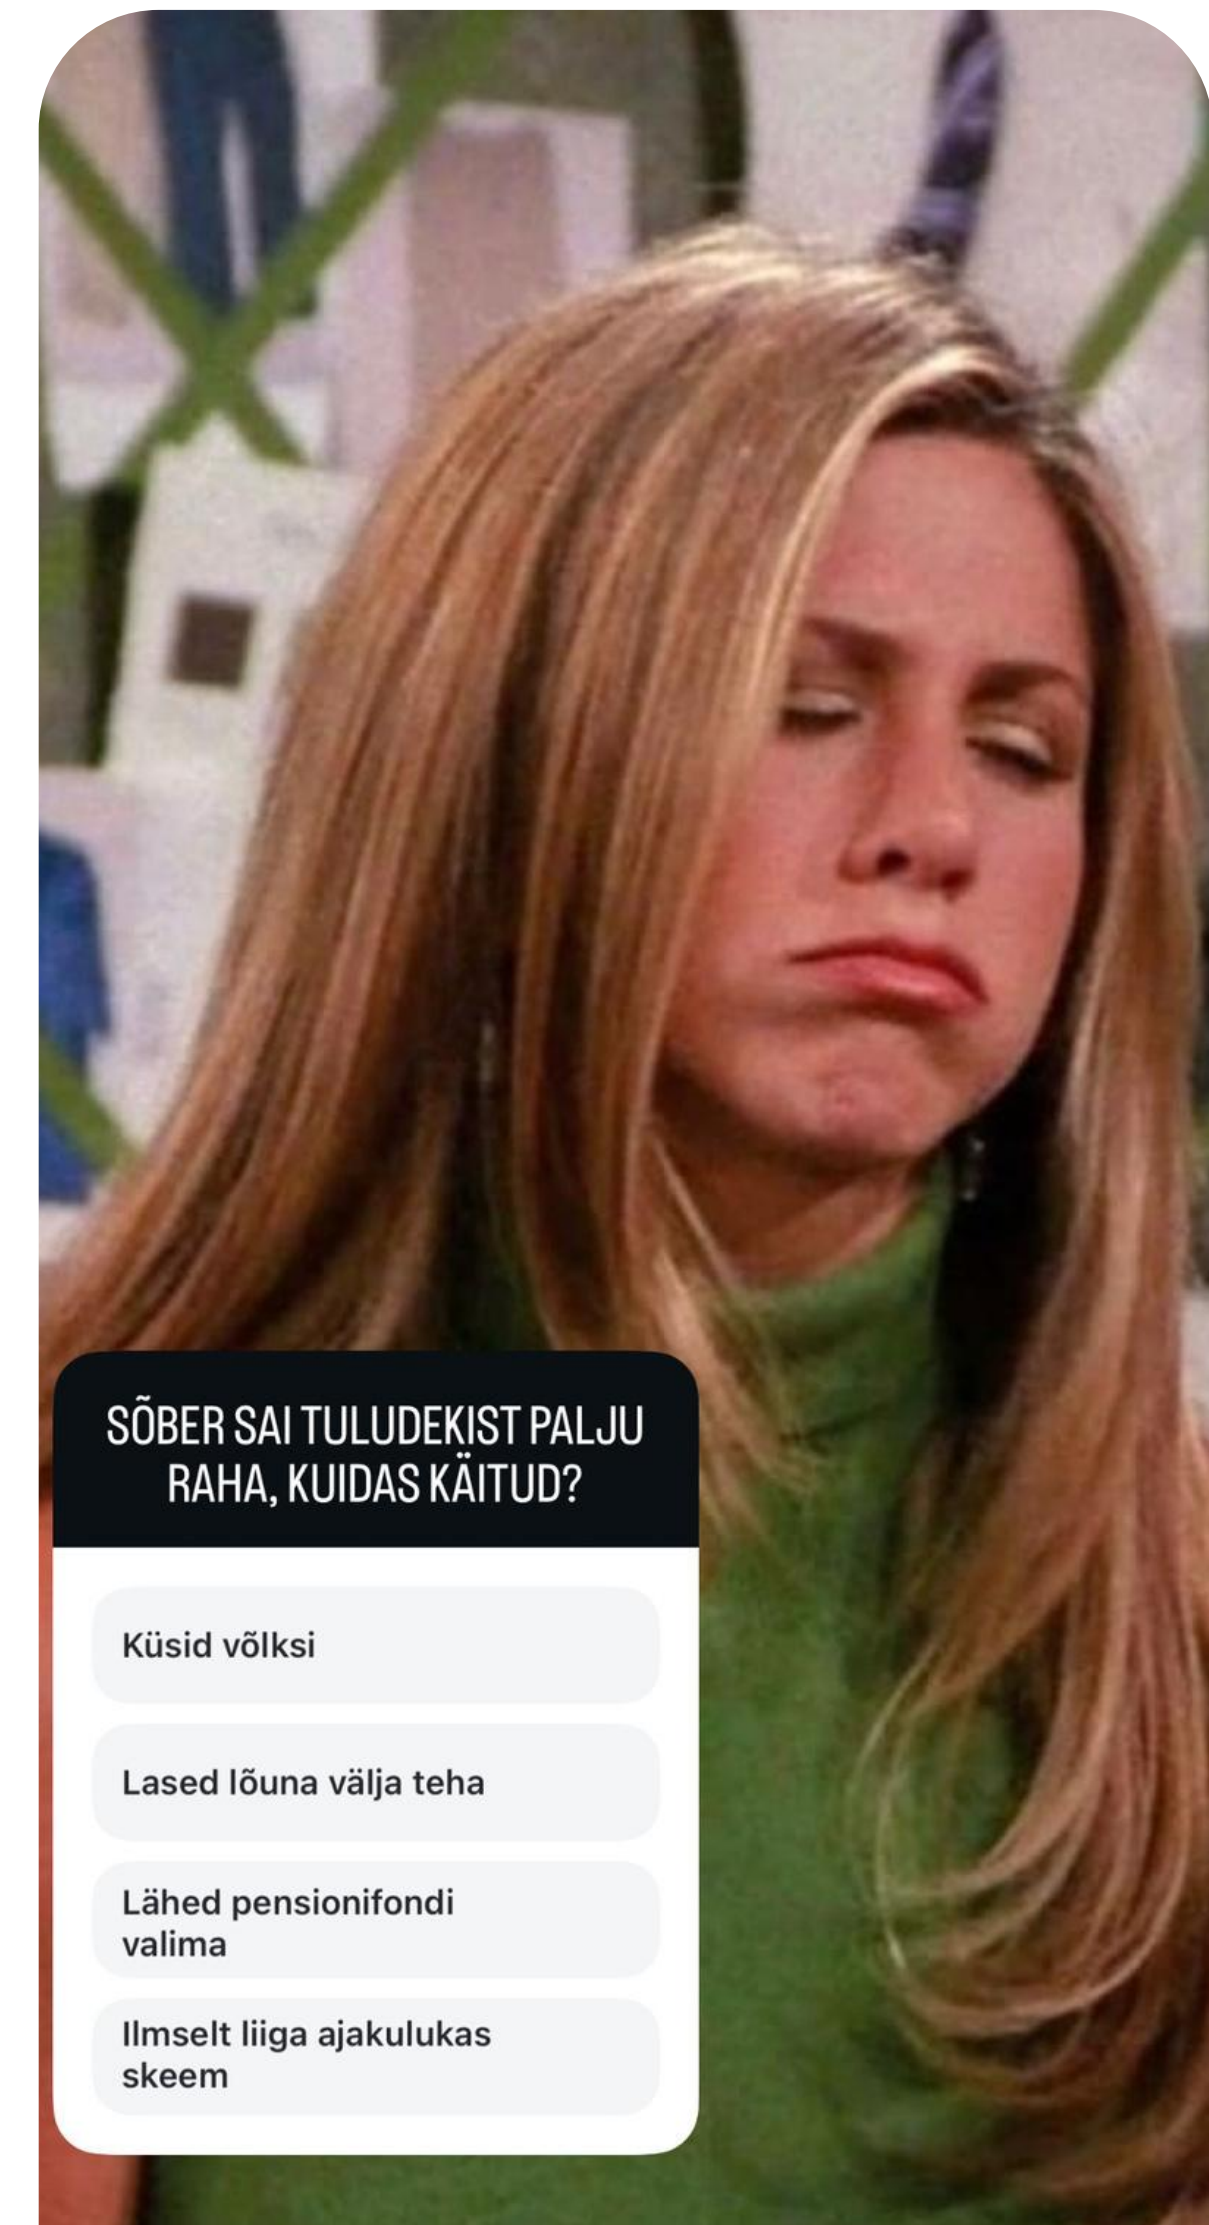 SÕBER SAI TULUDEKIST PALJU
RAHA, KUIDAS KÄITUD?
Küsid võlksi
Lased lõuna välja teha
Lähed pensionifondi
valima
Ilmselt liiga ajakulukas
skeem